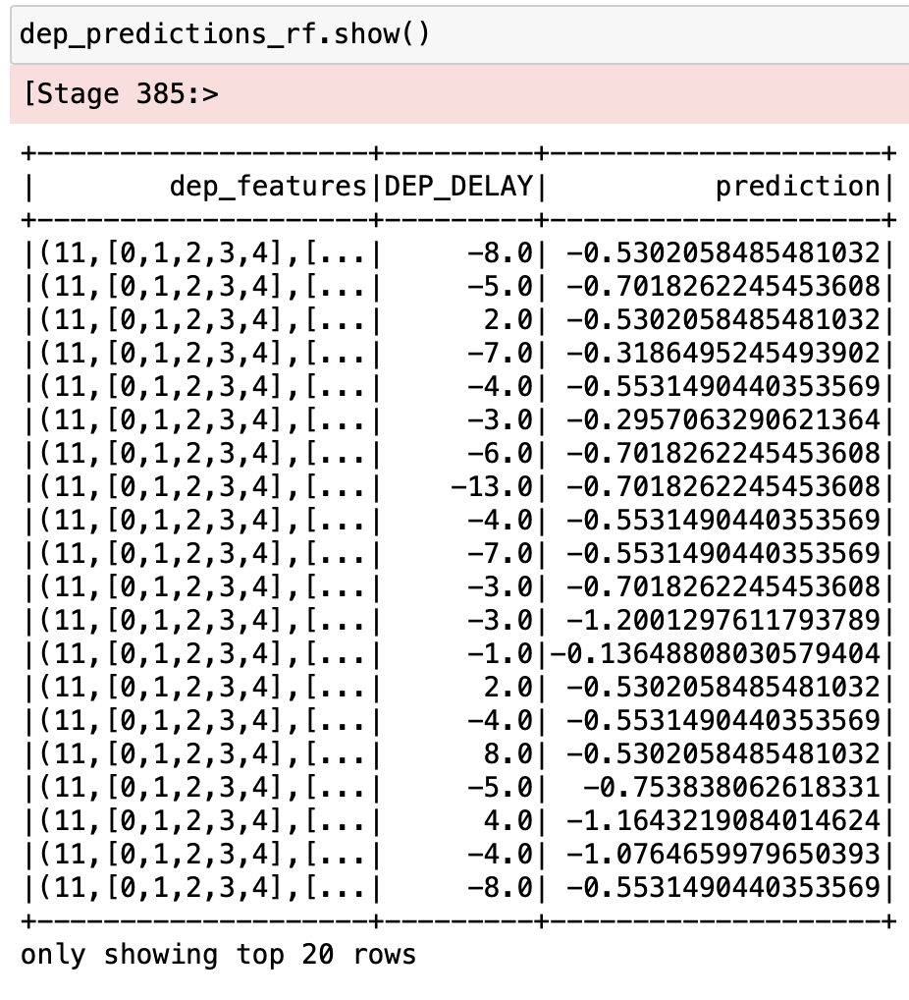 dep_predictions_rf.show()
[Stage 385:>
+--------------------+---------+--------------------+
|        dep_features|DEP_DELAY|          prediction|
+--------------------+---------+--------------------+
|(11,[0,1,2,3,4],[...|     -8.0| -0.5302058485481032|
|(11,[0,1,2,3,4],[...|     -5.0| -0.7018262245453608|
|(11,[0,1,2,3,4],[...|      2.0| -0.5302058485481032|
|(11,[0,1,2,3,4],[...|     -7.0| -0.3186495245493902|
|(11,[0,1,2,3,4],[...|     -4.0| -0.5531490440353569|
|(11,[0,1,2,3,4],[...|     -3.0| -0.2957063290621364|
|(11,[0,1,2,3,4],[...|     -6.0| -0.7018262245453608|
|(11,[0,1,2,3,4],[...|    -13.0| -0.7018262245453608|
|(11,[0,1,2,3,4],[...|     -4.0| -0.5531490440353569|
|(11,[0,1,2,3,4],[...|     -7.0| -0.5531490440353569|
|(11,[0,1,2,3,4],[...|     -3.0| -0.7018262245453608|
|(11,[0,1,2,3,4],[...|     -3.0| -1.2001297611793789|
|(11,[0,1,2,3,4],[...|     -1.0|-0.13648808030579404|
|(11,[0,1,2,3,4],[...|      2.0| -0.5302058485481032|
|(11,[0,1,2,3,4],[...|     -4.0| -0.5531490440353569|
|(11,[0,1,2,3,4],[...|      8.0| -0.5302058485481032|
|(11,[0,1,2,3,4],[...|     -5.0|  -0.753838062618331|
|(11,[0,1,2,3,4],[...|      4.0| -1.1643219084014624|
|(11,[0,1,2,3,4],[...|     -4.0| -1.0764659979650393|
|(11,[0,1,2,3,4],[...|     -8.0| -0.5531490440353569|
+--------------------+---------+--------------------+
only showing top 20 rows